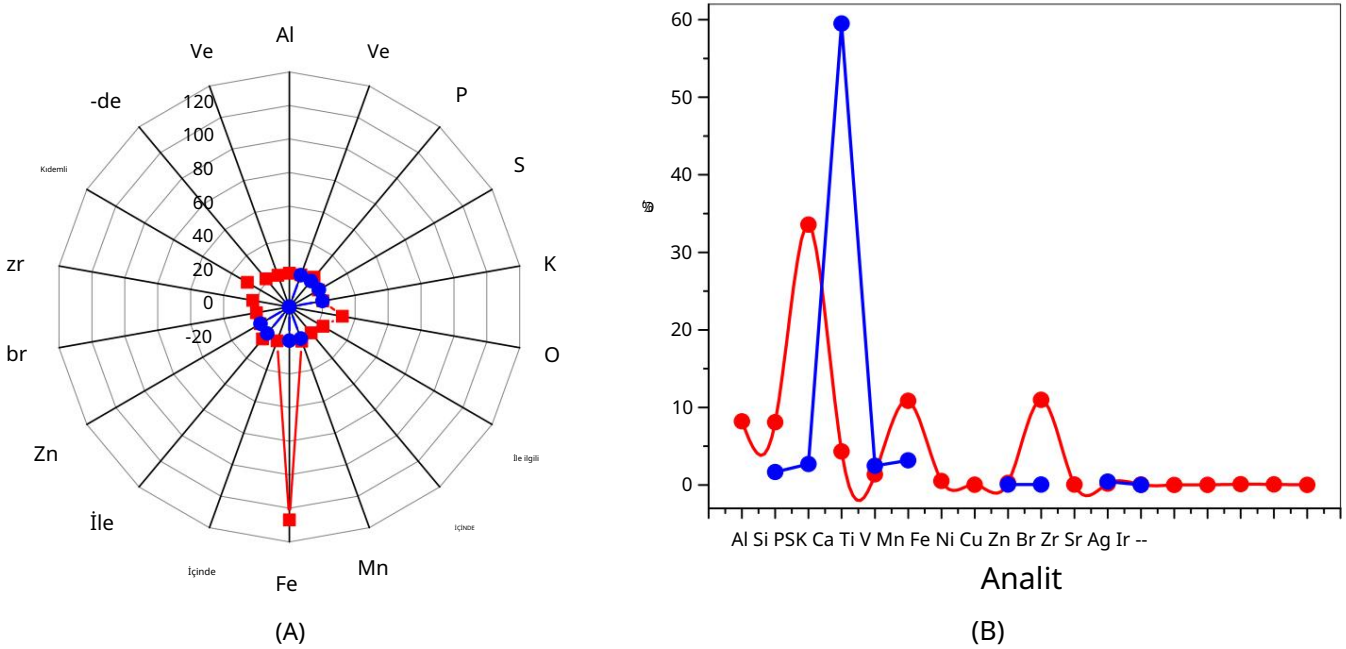 Al
Ve
Ve
-de
P
Kıdemli
S
zr
K
br
O
Zn
İle ilgili
İle
İÇİNDE
İçinde
Mn
Fe
120
100
80
60
40
20
0
-20
(A)
60
50
40
30
20
10
0
%
Al Si PSK Ca Ti V Mn Fe Ni Cu Zn Br Zr Sr Ag Ir --
Analit
(B)